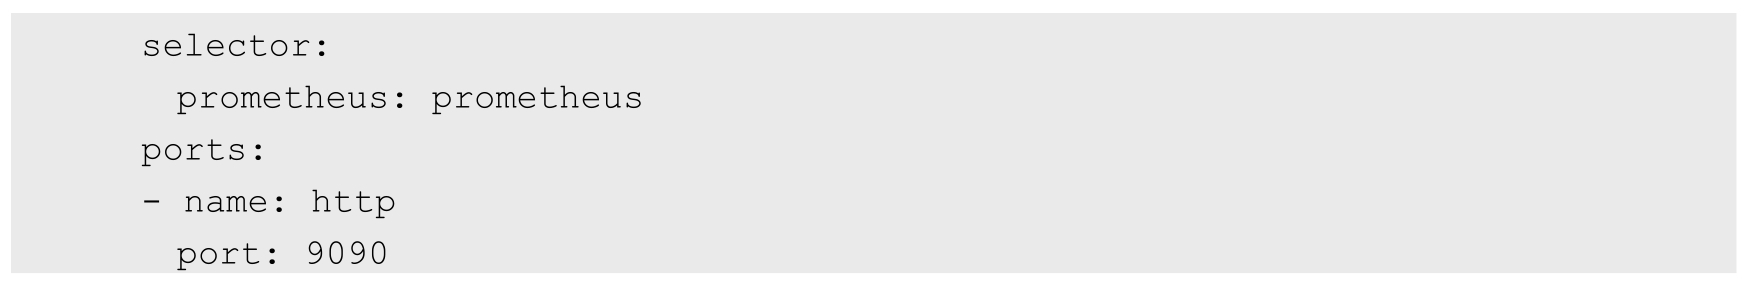 selector:
  prometheus: prometheus
ports:
- name: http
  port: 9090